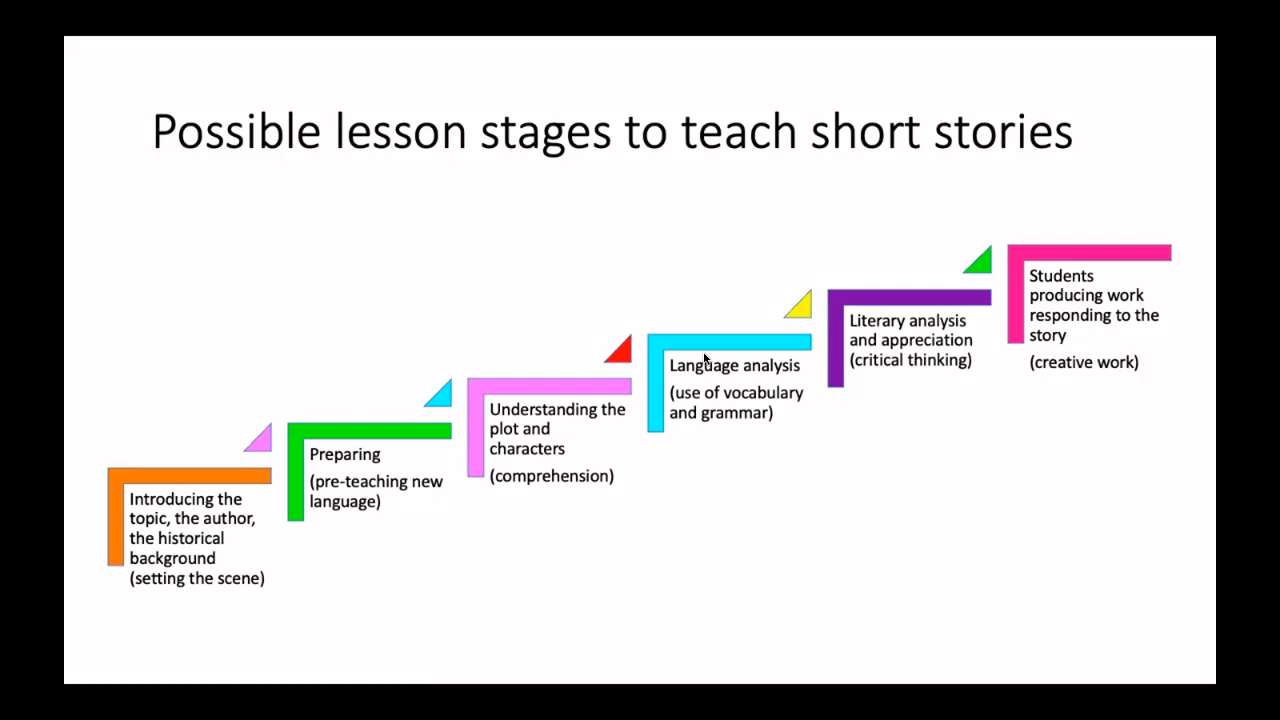 Possible lesson stages to teach short stories
Introducing the
topic, the author,
the historical
background
(setting the scene)
Preparing
(pre-teaching new
language)
Understanding the
plot and
characters
(comprehension)
Language analysis
(use of vocabulary
and grammar)
Literary analysis
and appreciation
(critical thinking)
Students
producing work
responding to the
story
(creative work)